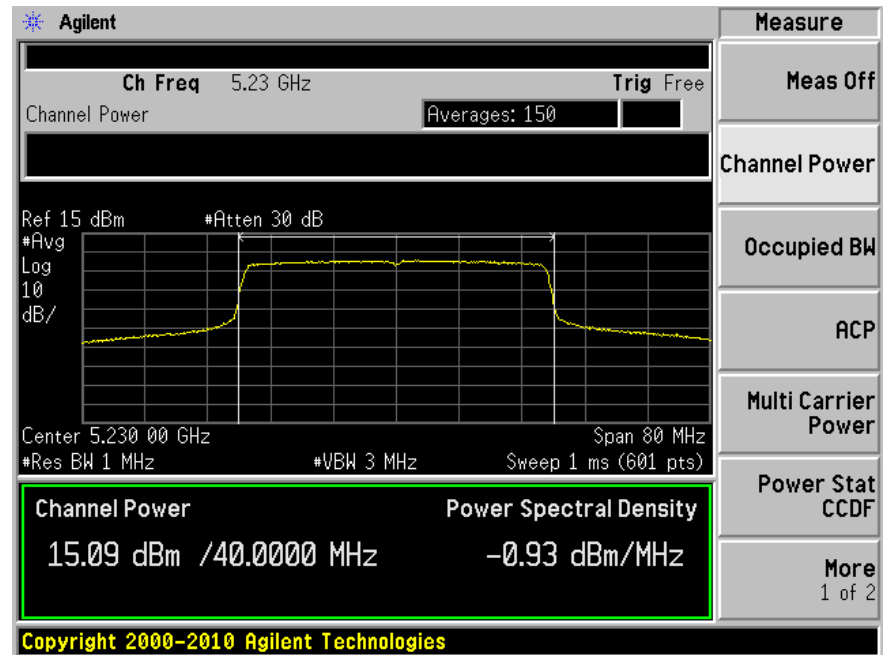 Agilent
Measure
Ch Freq 5.23 GHz Trig Free
Channel Power Averages: 150
Ref 15 dBm #Atten 30 dB
#Avg
Log
10
dB/
Center 5.230 00 GHz Span 80 MHz
#Res BW 1 MHz #VBW 3 MHz Sweep 1 ms (601 pts)
Channel Power Power Spectral Density
15.09 dBm /40.0000 MHz -0.93 dBm/MHz
Copyright 2000-2010 Agilent Technologies
Meas Off
Channel Power
Occupied BW
ACP
Multi Carrier
Power
Power Stat
CCDF
More
1 of 2